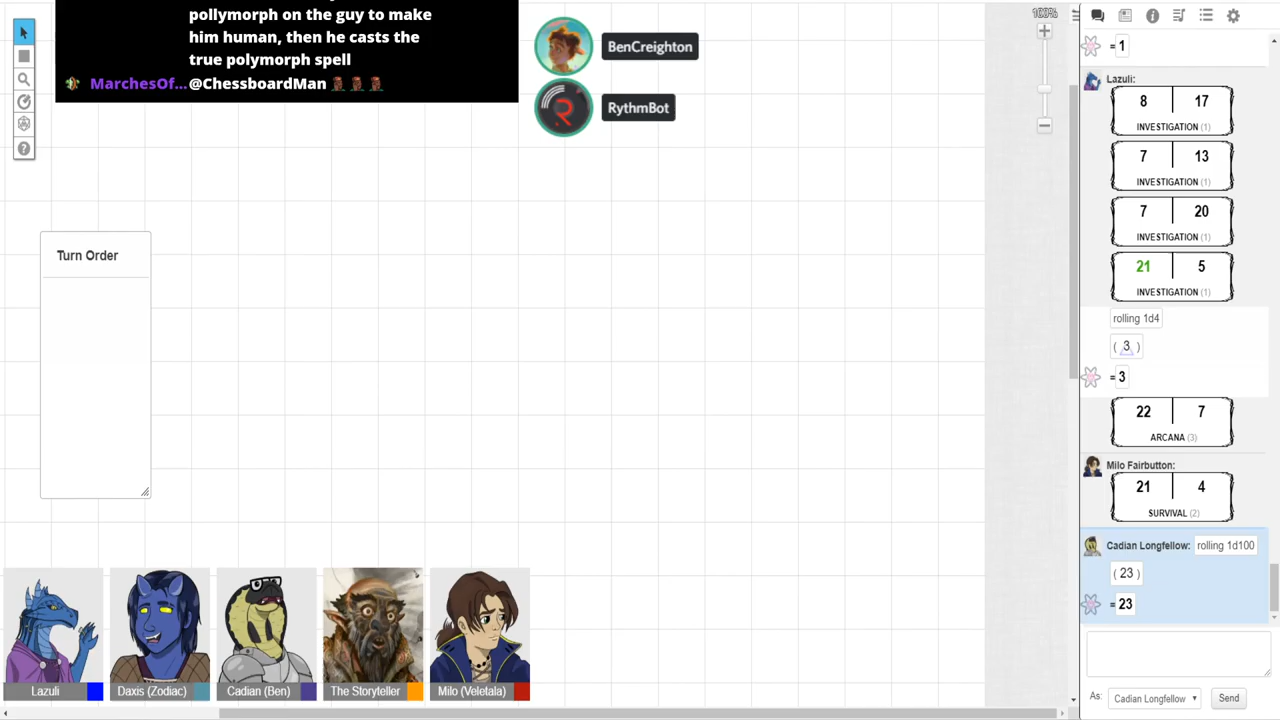 pollymorph on the guy to make
him human, then he casts the
true polymorph spell
MarchesOf... @ChessboardMan
BenCreighton
RythmBot
100%
Turn Order
Lazuli
Daxis (Zodiac)
Cadian (Ben)
The Storyteller
Milo (Veletala)
= 1
Lazuli:
8 17
INVESTIGATION (1)
7 13
INVESTIGATION (1)
7 20
INVESTIGATION (1)
21 5
INVESTIGATION (1)
rolling 1d4
( 3 )
= 3
22 7
ARCANA (3)
Milo Fairbutton:
21 4
SURVIVAL (2)
Cadian Longfellow: rolling 1d100
( 23 )
= 23
As: Cadian Longfellow Send